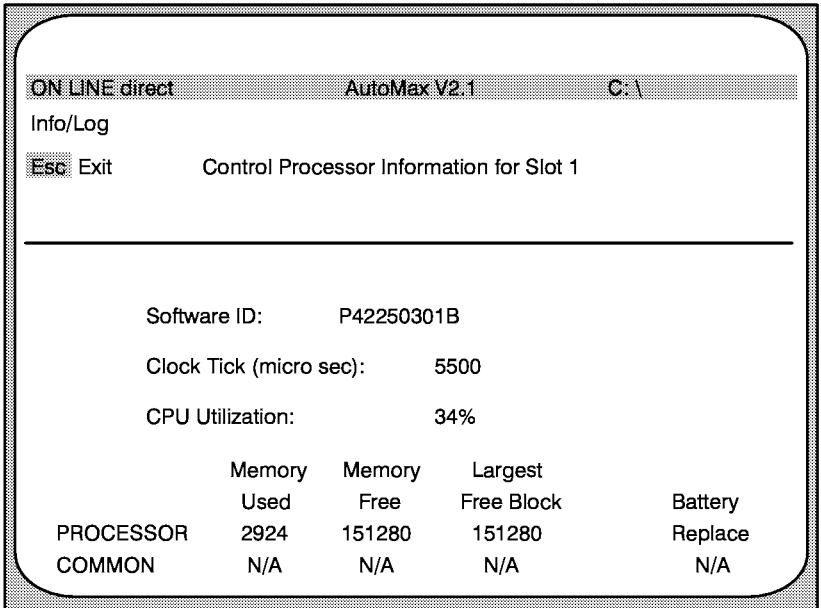 ON LINE direct AutoMax V2.1 C: \
Info/Log
Esc Exit Control Processor Information for Slot 1
Software ID: P42250301B
Clock Tick (micro sec): 5500
CPU Utilization: 34%
Memory Memory Largest
Used Free Free Block Battery
PROCESSOR 2924 151280 151280 Replace
COMMON N/A N/A N/A N/A